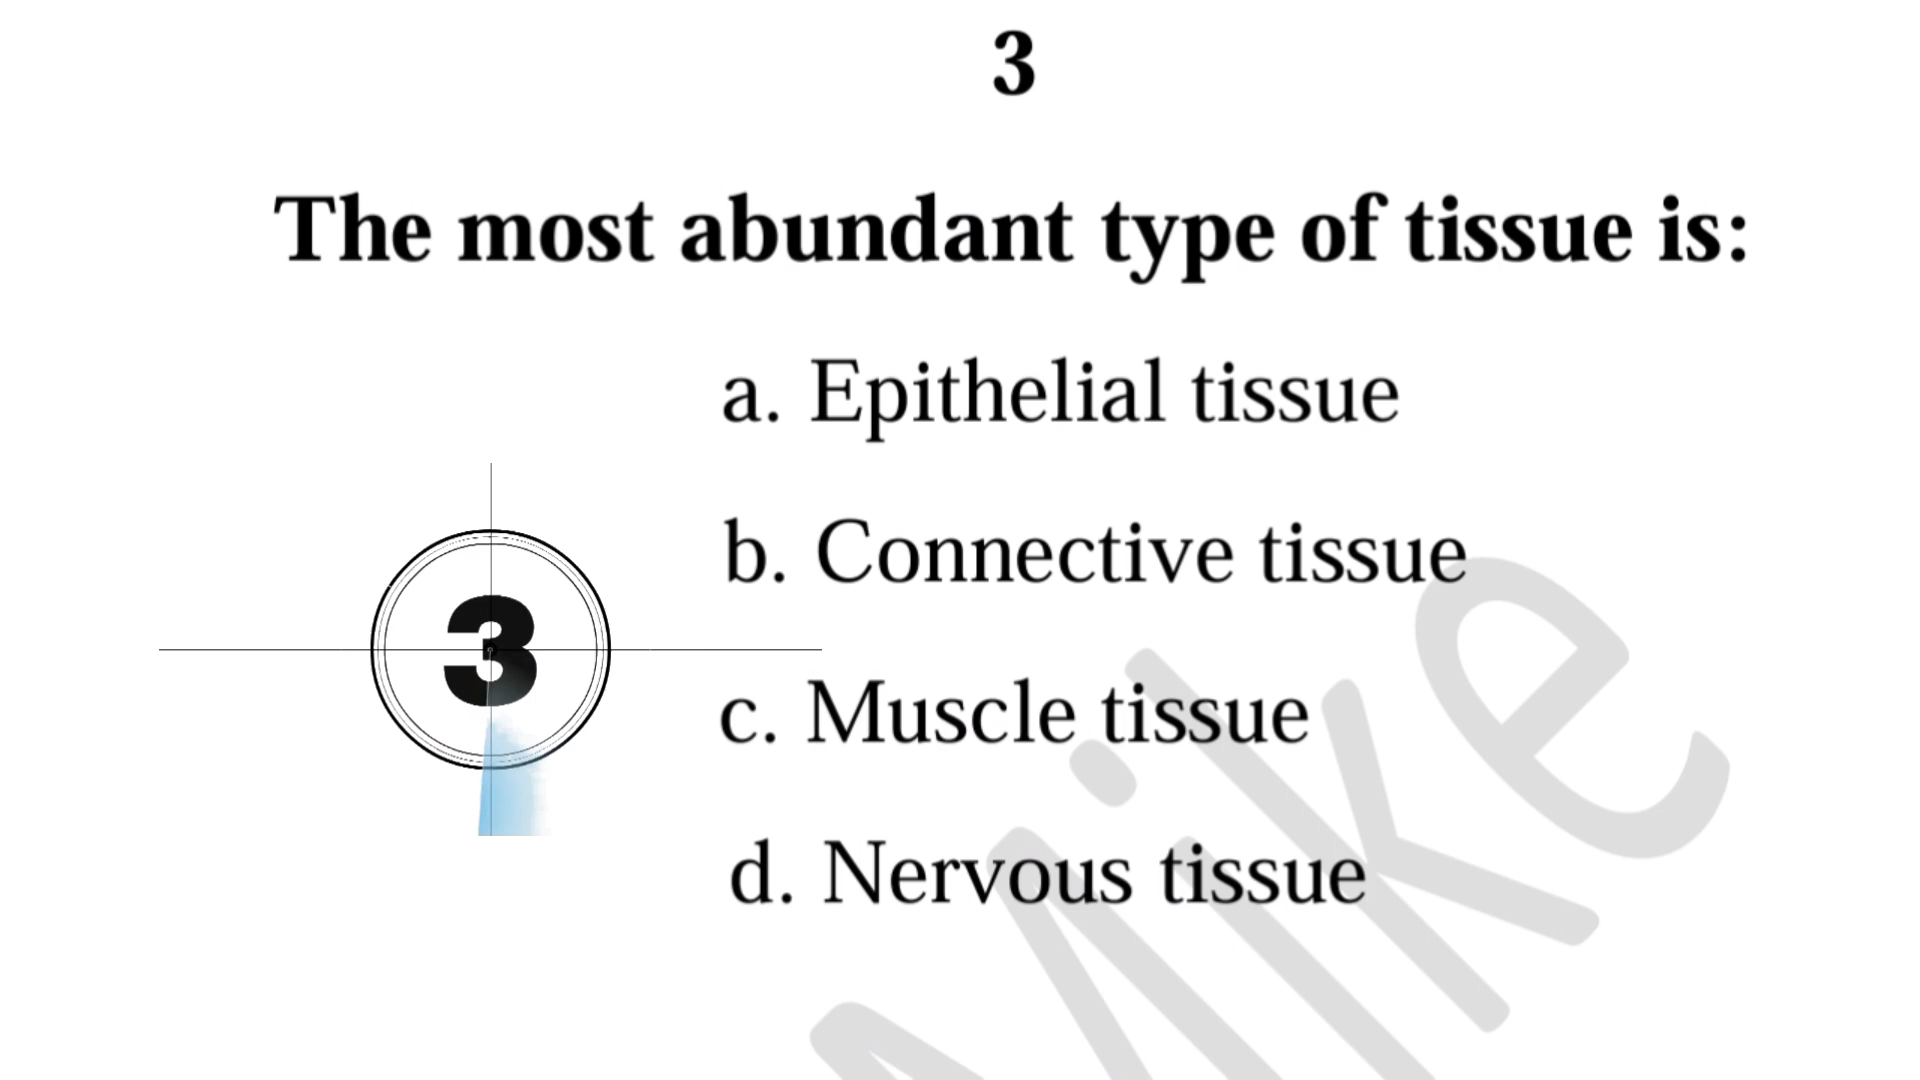 3
The most abundant type of tissue is:
a. Epithelial tissue
b. Connective tissue
3
c. Muscle tissue
d. Nervous tissue
Mike